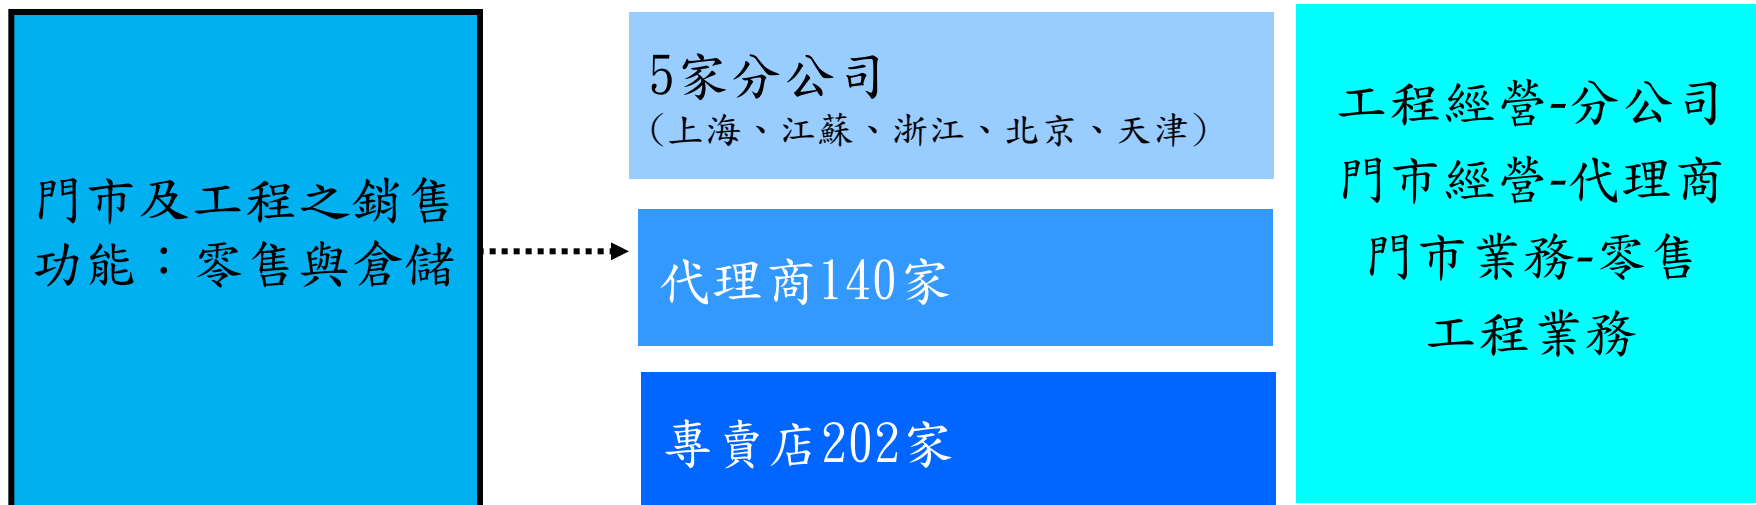 門市及工程之銷售
功能：零售與倉儲
5家分公司
(上海、江蘇、浙江、北京、天津)
代理商140家
專賣店202家
工程經營-分公司
門市經營-代理商
門市業務-零售
工程業務